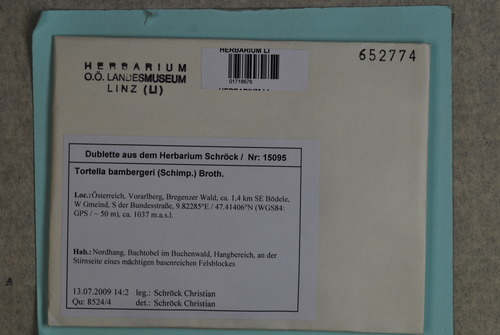 HERBARIUM
O.Ö. LANDESMUSEUM
LINZ (LI)
HERBARIUM LI
01718676
HERBARIUM LI
652774
Dublette aus dem Herbarium Schröck / Nr: 15095
Tortella bambergeri (Schimp.) Broth.
Loc.:Österreich, Vorarlberg, Bregenzer Wald, ca. 1,4 km SE Bödele,
W Gmeind, S der Bundesstraße, 9.82285°E / 47.41406°N (WGS84:
GPS / ~ 50 m), ca. 1037 m.a.s.l.
Hab.:Nordhang, Bachtobel im Buchenwald, Hangbereich, an der
Stirnseite eines mächtigen basenreichen Felsblockes
13.07.2009 14:2 leg.: Schröck Christian
Qu: 8524/4 det.: Schröck Christian